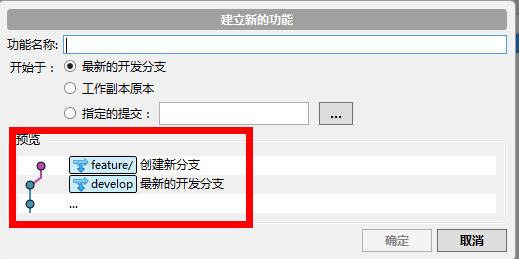 建立新的功能
功能名称:
开始于: 最新的开发分支
工作副本原本
指定的提交: ...
预览
feature/ 创建新分支
develop 最新的开发分支
...
确定 取消